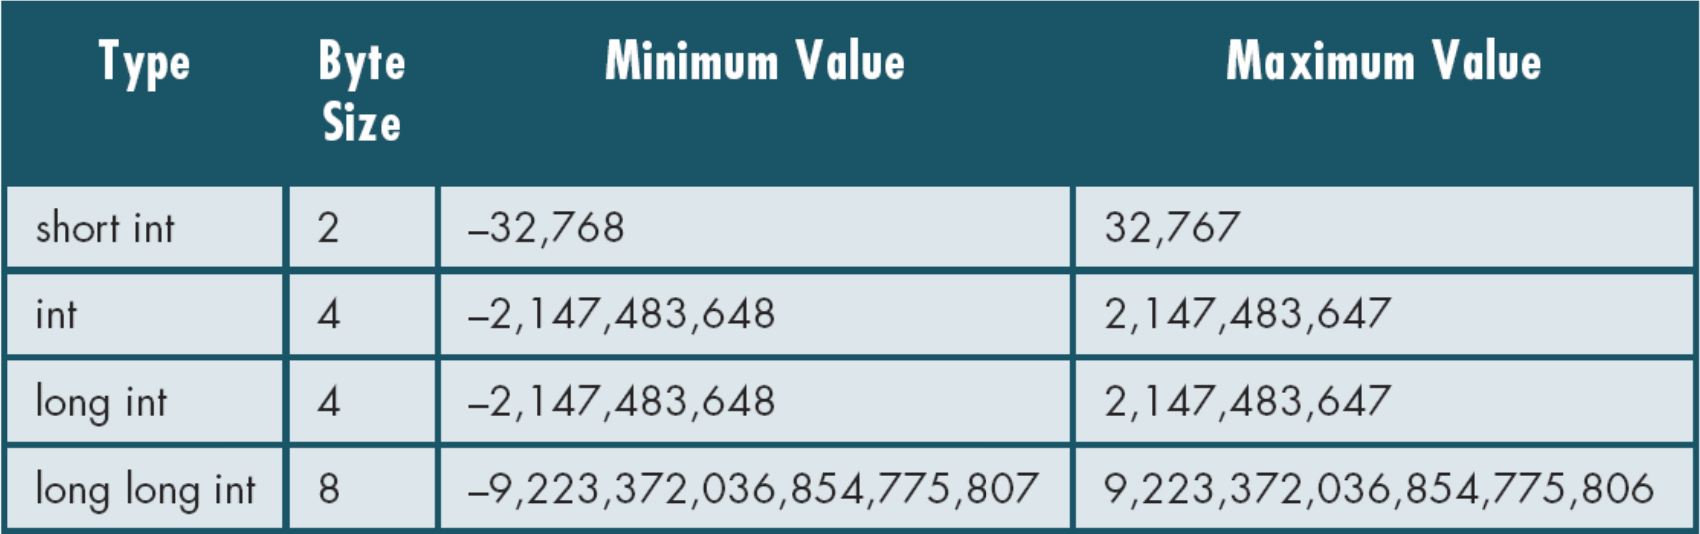 Type Byte Size Minimum Value Maximum Value
short int 2 –32,768 32,767
int 4 –2,147,483,648 2,147,483,647
long int 4 –2,147,483,648 2,147,483,647
long long int 8 –9,223,372,036,854,775,807 9,223,372,036,854,775,806